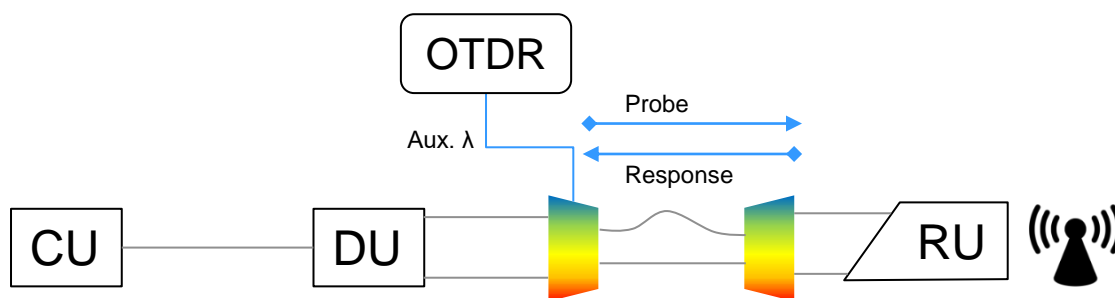 OTDR
Probe
Aux. λ
Response
CU
DU
RU